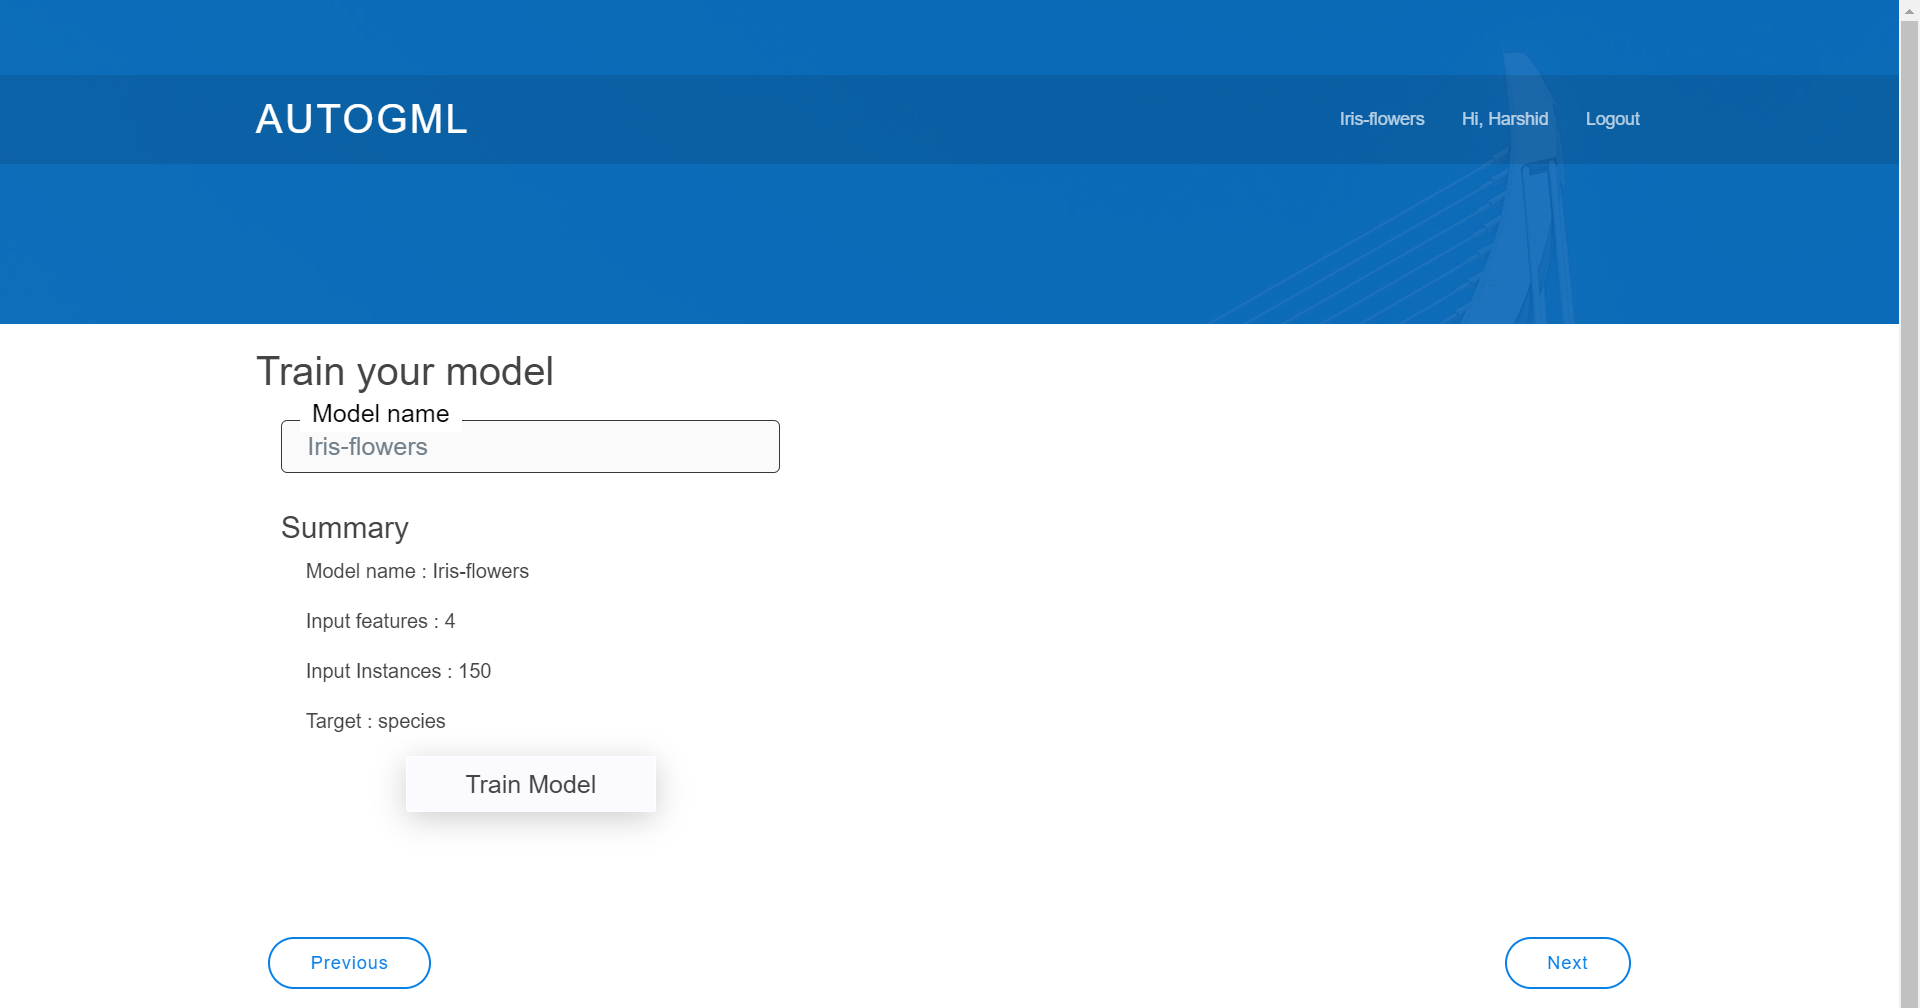 AUTOGML
Iris-flowers Hi, Harshid Logout
Train your model
Model name
Iris-flowers
Summary
Model name : Iris-flowers
Input features : 4
Input Instances : 150
Target : species
Train Model
Previous Next